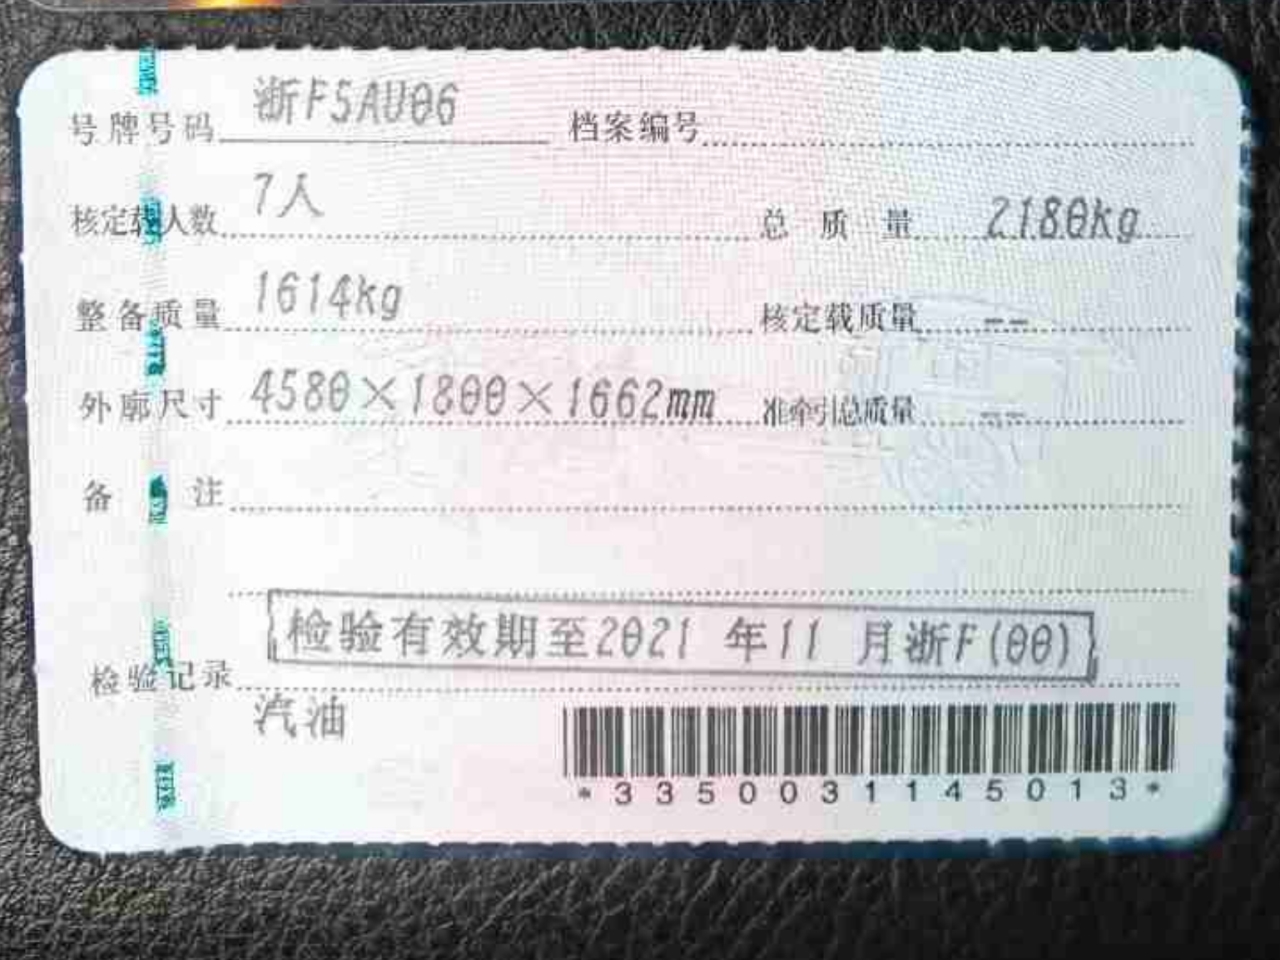 号牌号码 浙F5AU06 档案编号
核定载人数 7人 总质量 2180kg
整备质量 1614kg 核定载质量 --
外廓尺寸 4580×1800×1662mm 准牵引总质量 --
备注
检验有效期至2021 年11 月浙F(00)
检验记录
汽油
*3350031145013*